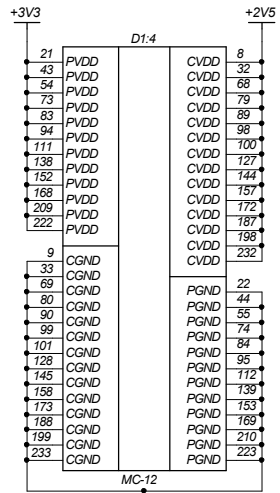 +3V3 +2V5
D1:4
21 PVDD CVDD 8
43 PVDD CVDD 32
54 PVDD CVDD 68
73 PVDD CVDD 79
83 PVDD CVDD 89
94 PVDD CVDD 98
111 PVDD CVDD 100
138 PVDD CVDD 127
152 PVDD CVDD 144
168 PVDD CVDD 157
209 PVDD CVDD 172
222 PVDD CVDD 187
CVDD 198
9 CGND CVDD 232
33 CGND
69 CGND PGND 22
80 CGND PGND 44
90 CGND PGND 55
99 CGND PGND 74
101 CGND PGND 84
128 CGND PGND 95
145 CGND PGND 112
158 CGND PGND 139
173 CGND PGND 153
188 CGND PGND 169
199 CGND PGND 210
233 CGND PGND 223
MC-12